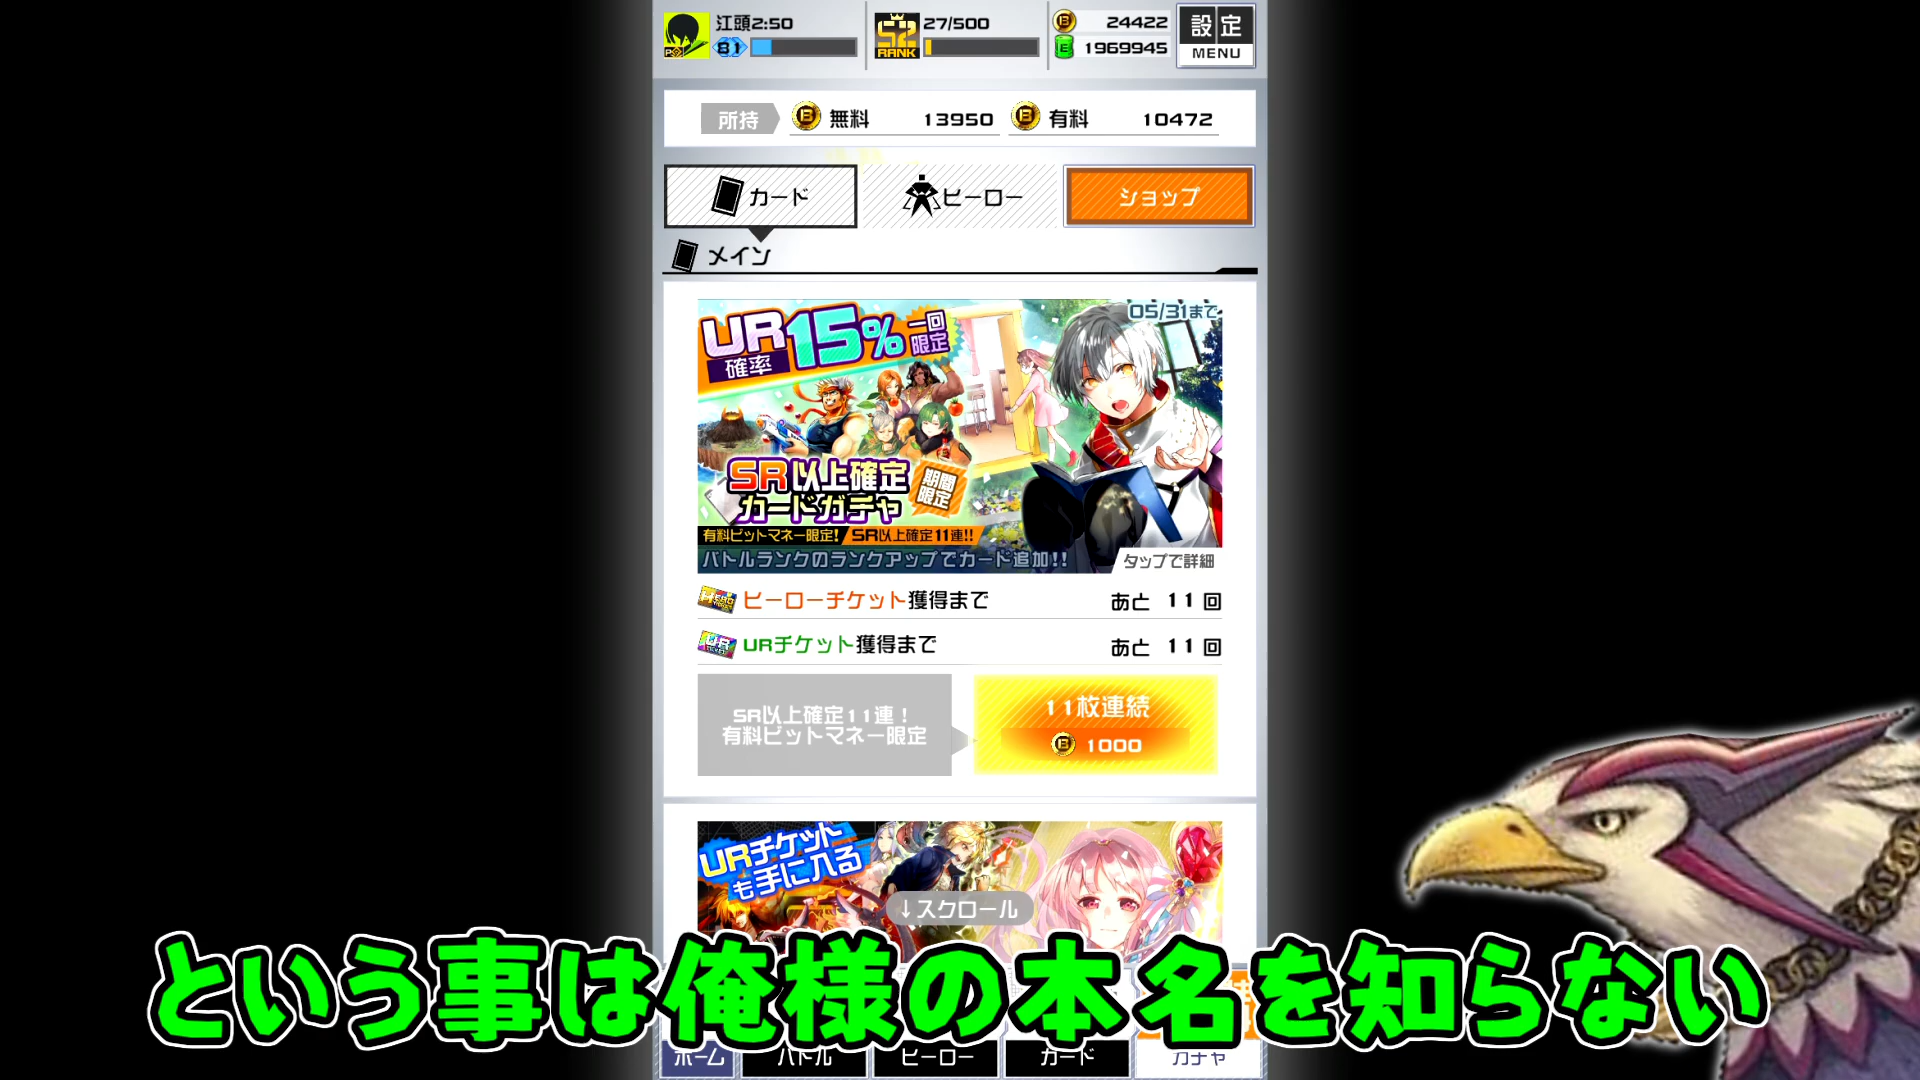 江頭2:50
81
S2
RANK
27/500
24422
1969945
設定
MENU
所持
無料
13950
有料
10472
カード
ヒーロー
ショップ
メイン
05/31まで
UR
確率
15%
一回
限定
SR以上確定
カードガチャ
期間
限定
有料ビットマネー限定!
SR以上確定11連!!
バトルランクのランクアップでカード追加!!
タップで詳細
ヒーローチケット獲得まで
あと 11 回
URチケット獲得まで
あと 11 回
SR以上確定11連！
有料ビットマネー限定
11枚連続
1000
URチケット
も手に入る
↓スクロール
という事は俺様の本名を知らない
ホーム
バトル
ヒーロー
カード
ガチャ